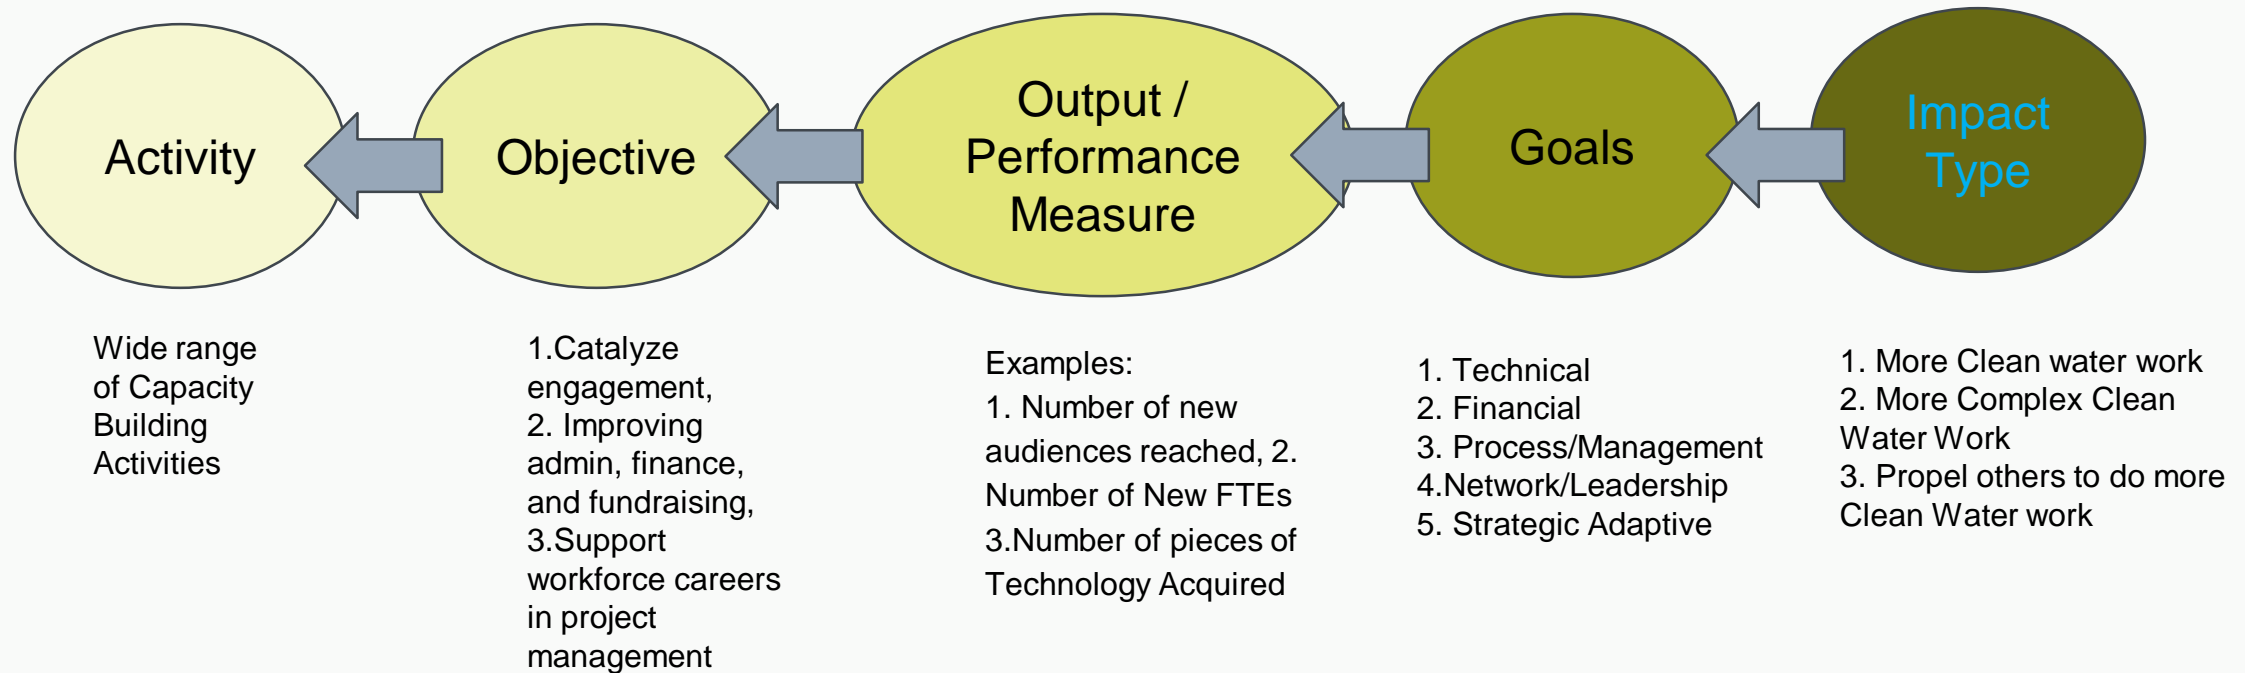 Activity
Objective
Output /
Performance
Measure
Goals
Impact
Type
Wide range
of Capacity
Building
Activities
1.Catalyze
engagement,
2. Improving
admin, finance,
and fundraising,
3.Support
workforce careers
in project
management
Examples:
1. Number of new
audiences reached, 2.
Number of New FTEs
3.Number of pieces of
Technology Acquired
1. Technical
2. Financial
3. Process/Management
4.Network/Leadership
5. Strategic Adaptive
1. More Clean water work
2. More Complex Clean
Water Work
3. Propel others to do more
Clean Water work